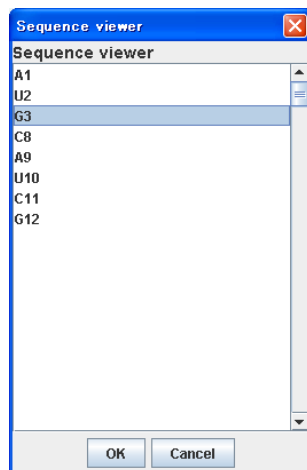 Sequence viewer
Sequence viewer
A1
U2
G3
C8
A9
U10
C11
G12
OK Cancel